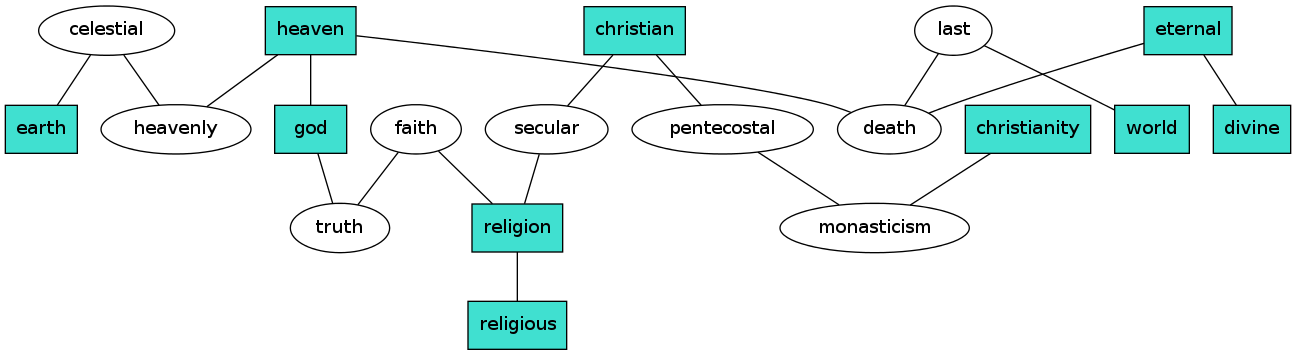 celestial
heaven
christian
last
eternal
earth
heavenly
god
faith
secular
pentecostal
death
christianity
world
divine
truth
religion
monasticism
religious